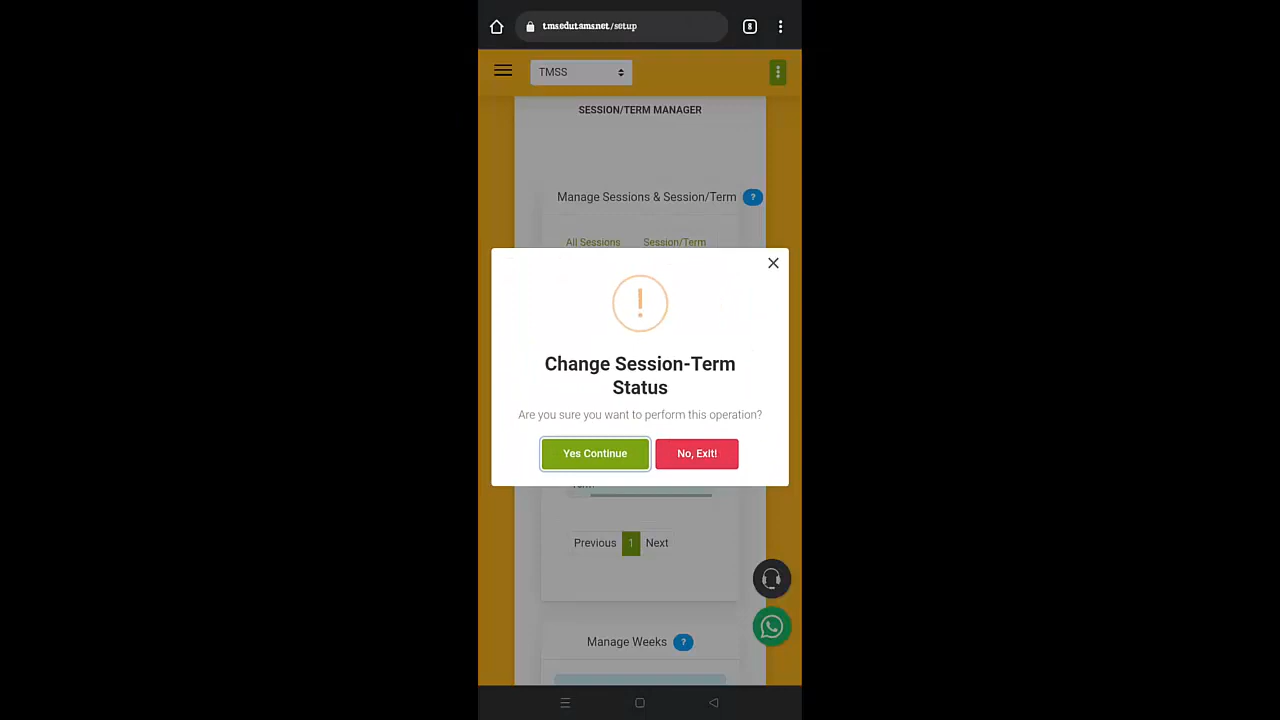 tmsedutams.net/setup
8
TMSS
SESSION/TERM MANAGER
Manage Sessions & Session/Term ?
All Sessions Session/Term
Change Session-Term
Status
Are you sure you want to perform this operation?
Yes Continue No, Exit!
Previous 1 Next
Manage Weeks ?